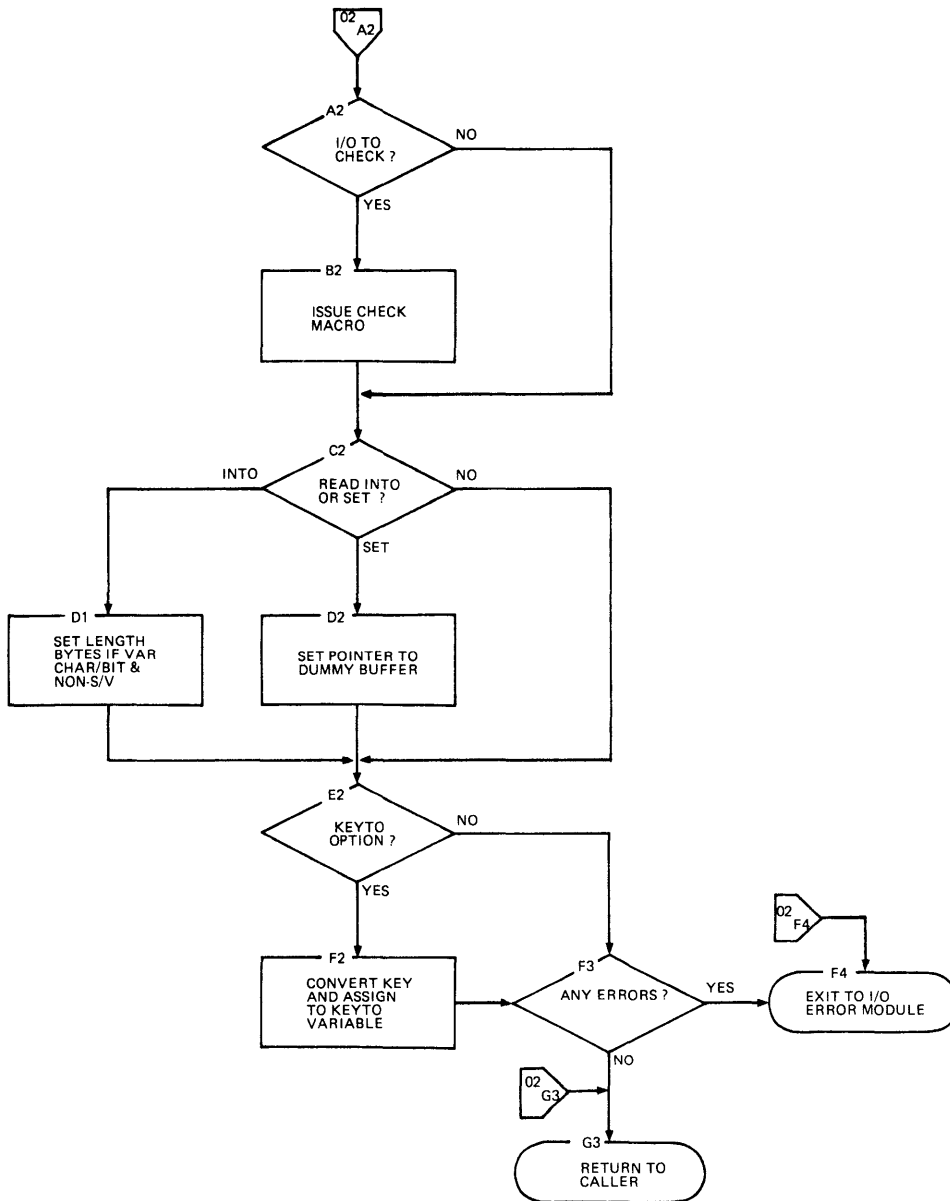 02
A2
A2
I/O TO
CHECK ?
NO
YES
B2
ISSUE CHECK
MACRO
C2
INTO
READ INTO
OR SET ?
NO
SET
D1
SET LENGTH
BYTES IF VAR
CHAR/BIT &
NON-S/V
D2
SET POINTER TO
DUMMY BUFFER
E2
KEYTO
OPTION ?
NO
YES
02
F4
F2
CONVERT KEY
AND ASSIGN
TO KEYTO
VARIABLE
F3
ANY ERRORS ?
YES
F4
EXIT TO I/O
ERROR MODULE
NO
02
G3
G3
RETURN TO
CALLER